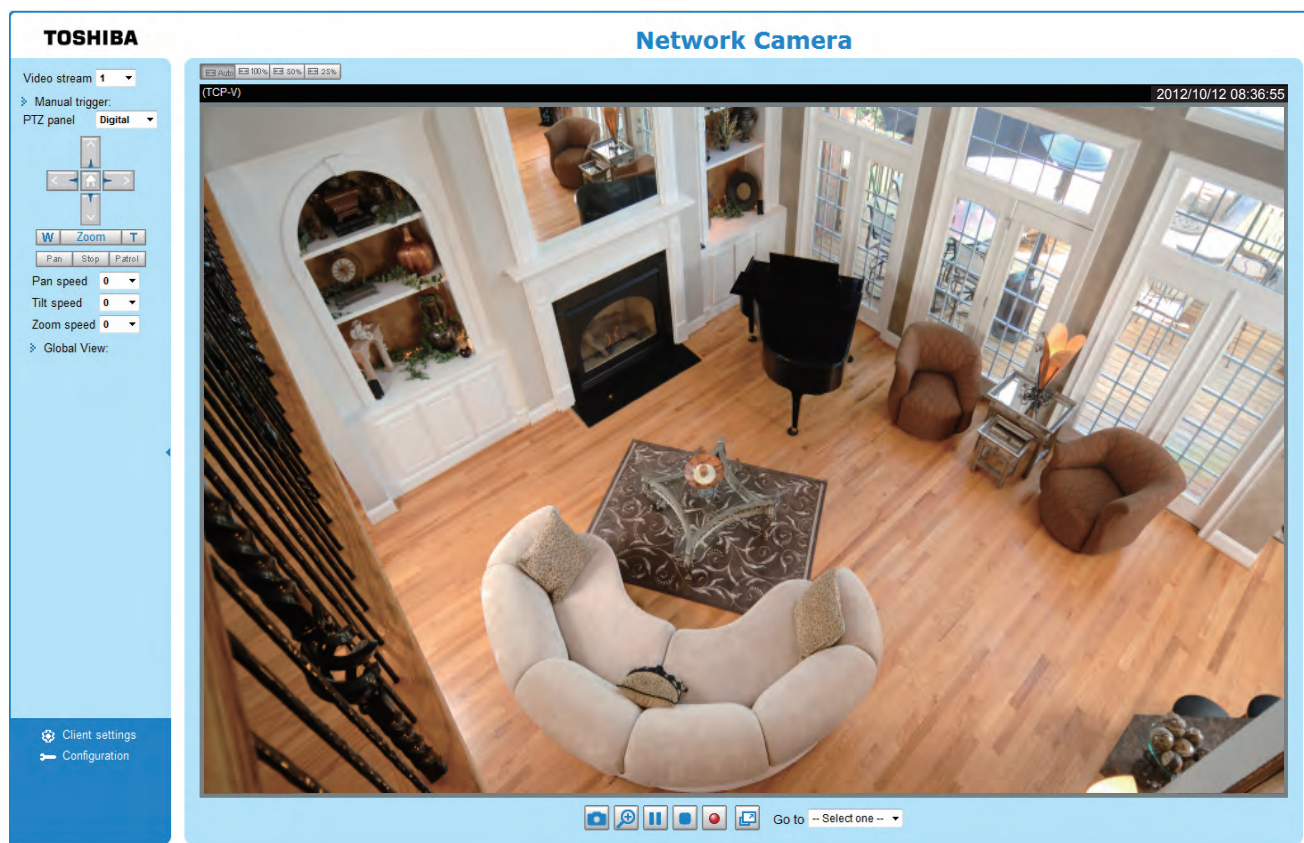 TOSHIBA
Network Camera
Video stream 1
Manual trigger:
PTZ panel Digital
W Zoom T
Pan Stop Patrol
Pan speed 0
Tilt speed 0
Zoom speed 0
Global View:
Client settings
Configuration
Auto 100% 50% 25%
(TCP-V) 2012/10/12 08:36:55
Go to -- Select one --